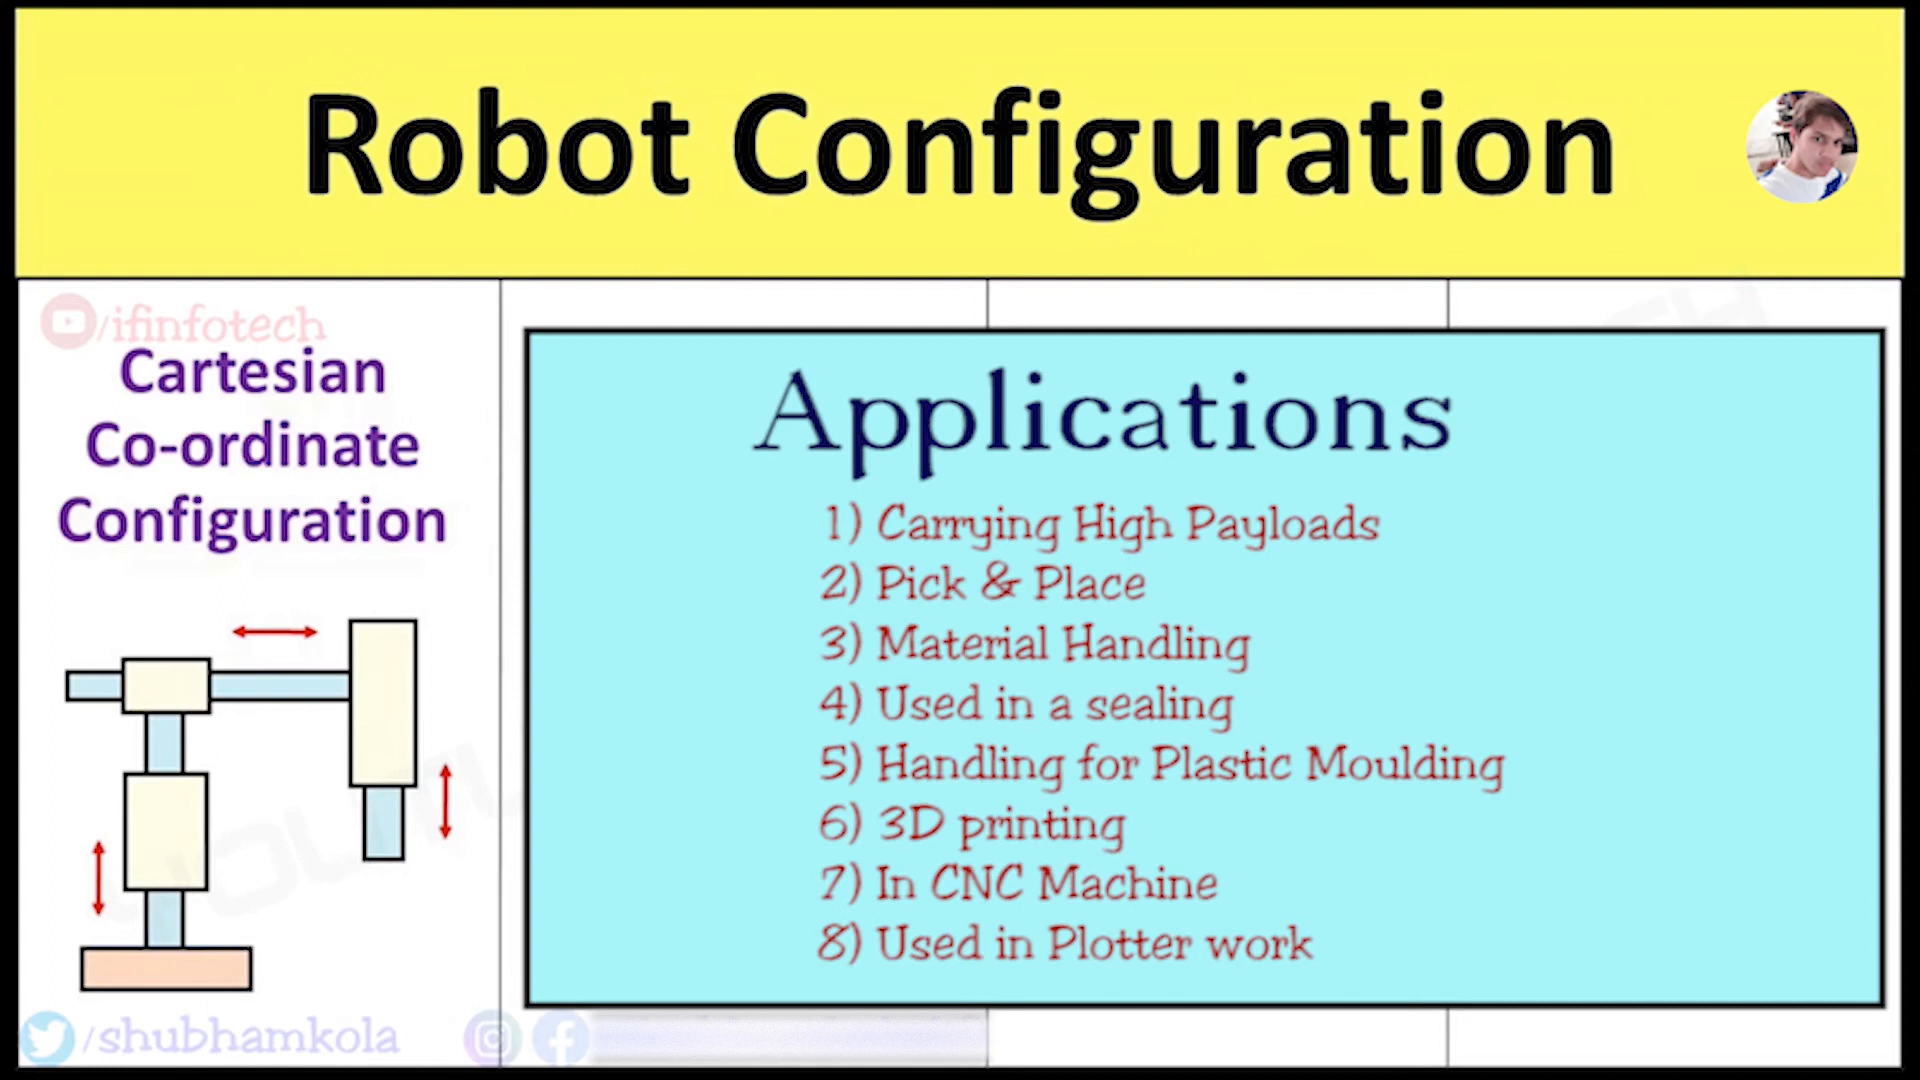 Robot Configuration
/ifinfotech
Cartesian
Co-ordinate
Configuration
Applications
1) Carrying High Payloads
2) Pick & Place
3) Material Handling
4) Used in a sealing
5) Handling for Plastic Moulding
6) 3D printing
7) In CNC Machine
8) Used in Plotter work
/shubhamkola